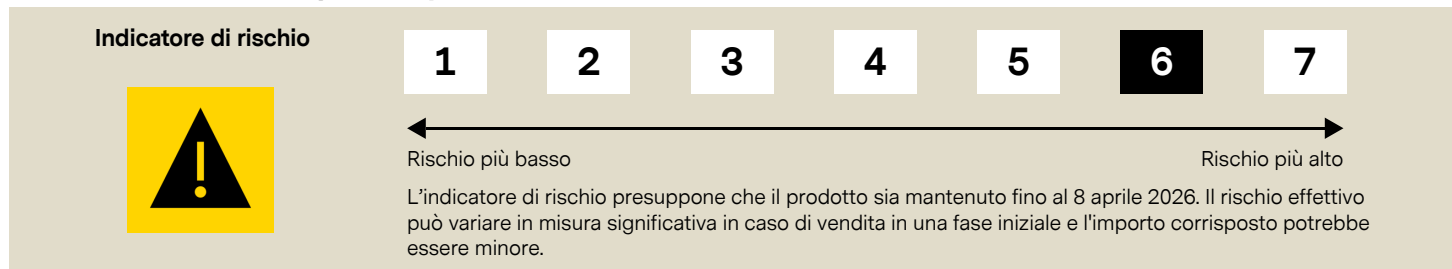 Indicatore di rischio
1 2 3 4 5 6 7
Rischio più basso Rischio più alto
L’indicatore di rischio presuppone che il prodotto sia mantenuto fino al 8 aprile 2026. Il rischio effettivo
può variare in misura significativa in caso di vendita in una fase iniziale e l'importo corrisposto potrebbe
essere minore.